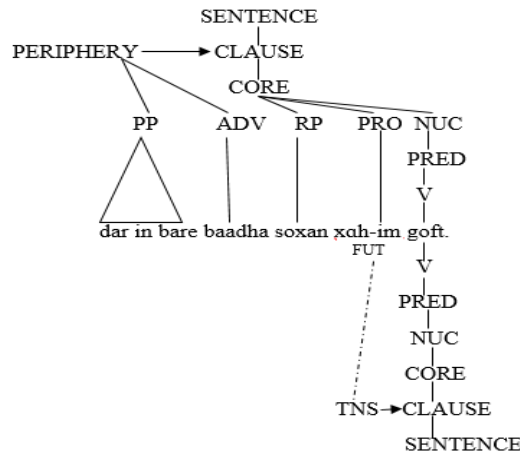 SENTENCE
PERIPHERY CLAUSE
CORE
PP ADV RP PRO NUC
PRED
V
dar in bare baadha soxan xɑh-im goft.
FUT
V
PRED
NUC
CORE
TNS CLAUSE
SENTENCE